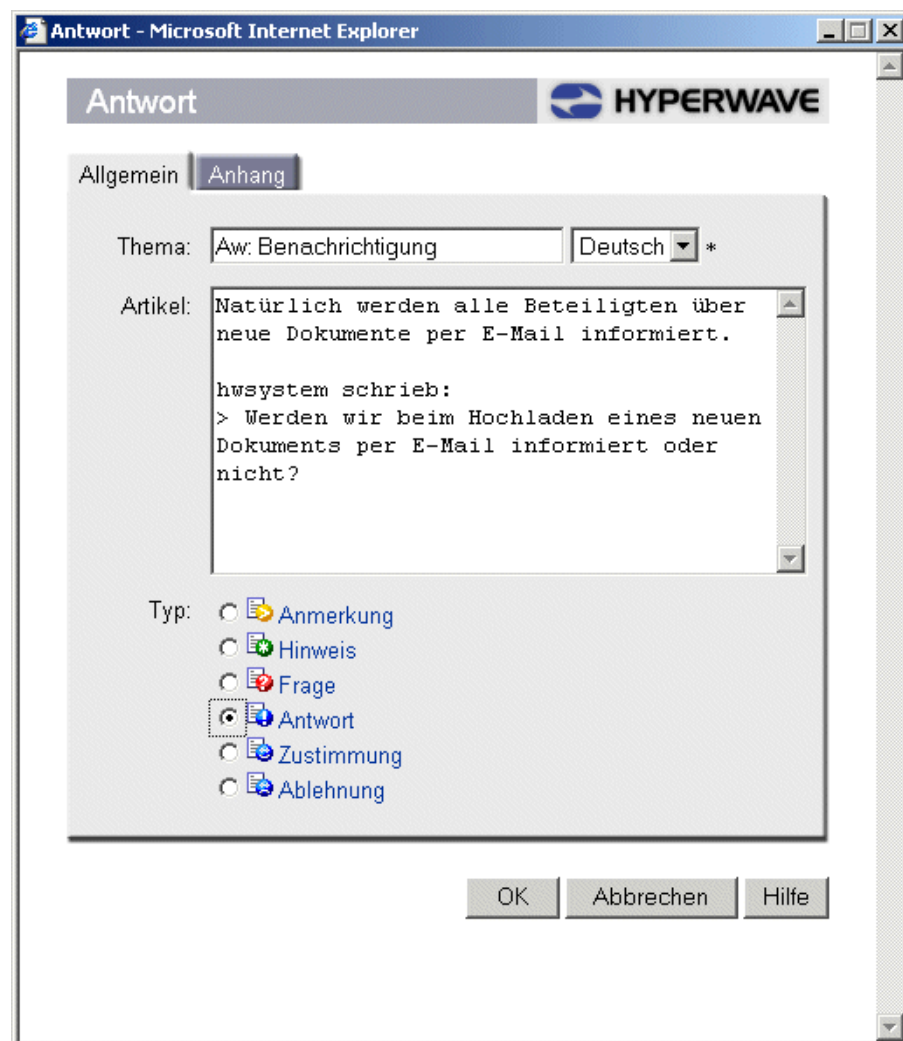 Antwort - Microsoft Internet Explorer
Antwort HYPERWAVE
Allgemein Anhang
Thema: Aw: Benachrichtigung Deutsch *
Artikel: Natürlich werden alle Beteiligten über
neue Dokumente per E-Mail informiert.
hwsystem schrieb:
> Werden wir beim Hochladen eines neuen
Dokuments per E-Mail informiert oder
nicht?
Typ: Anmerkung
Hinweis
Frage
Antwort
Zustimmung
Ablehnung
OK Abbrechen Hilfe